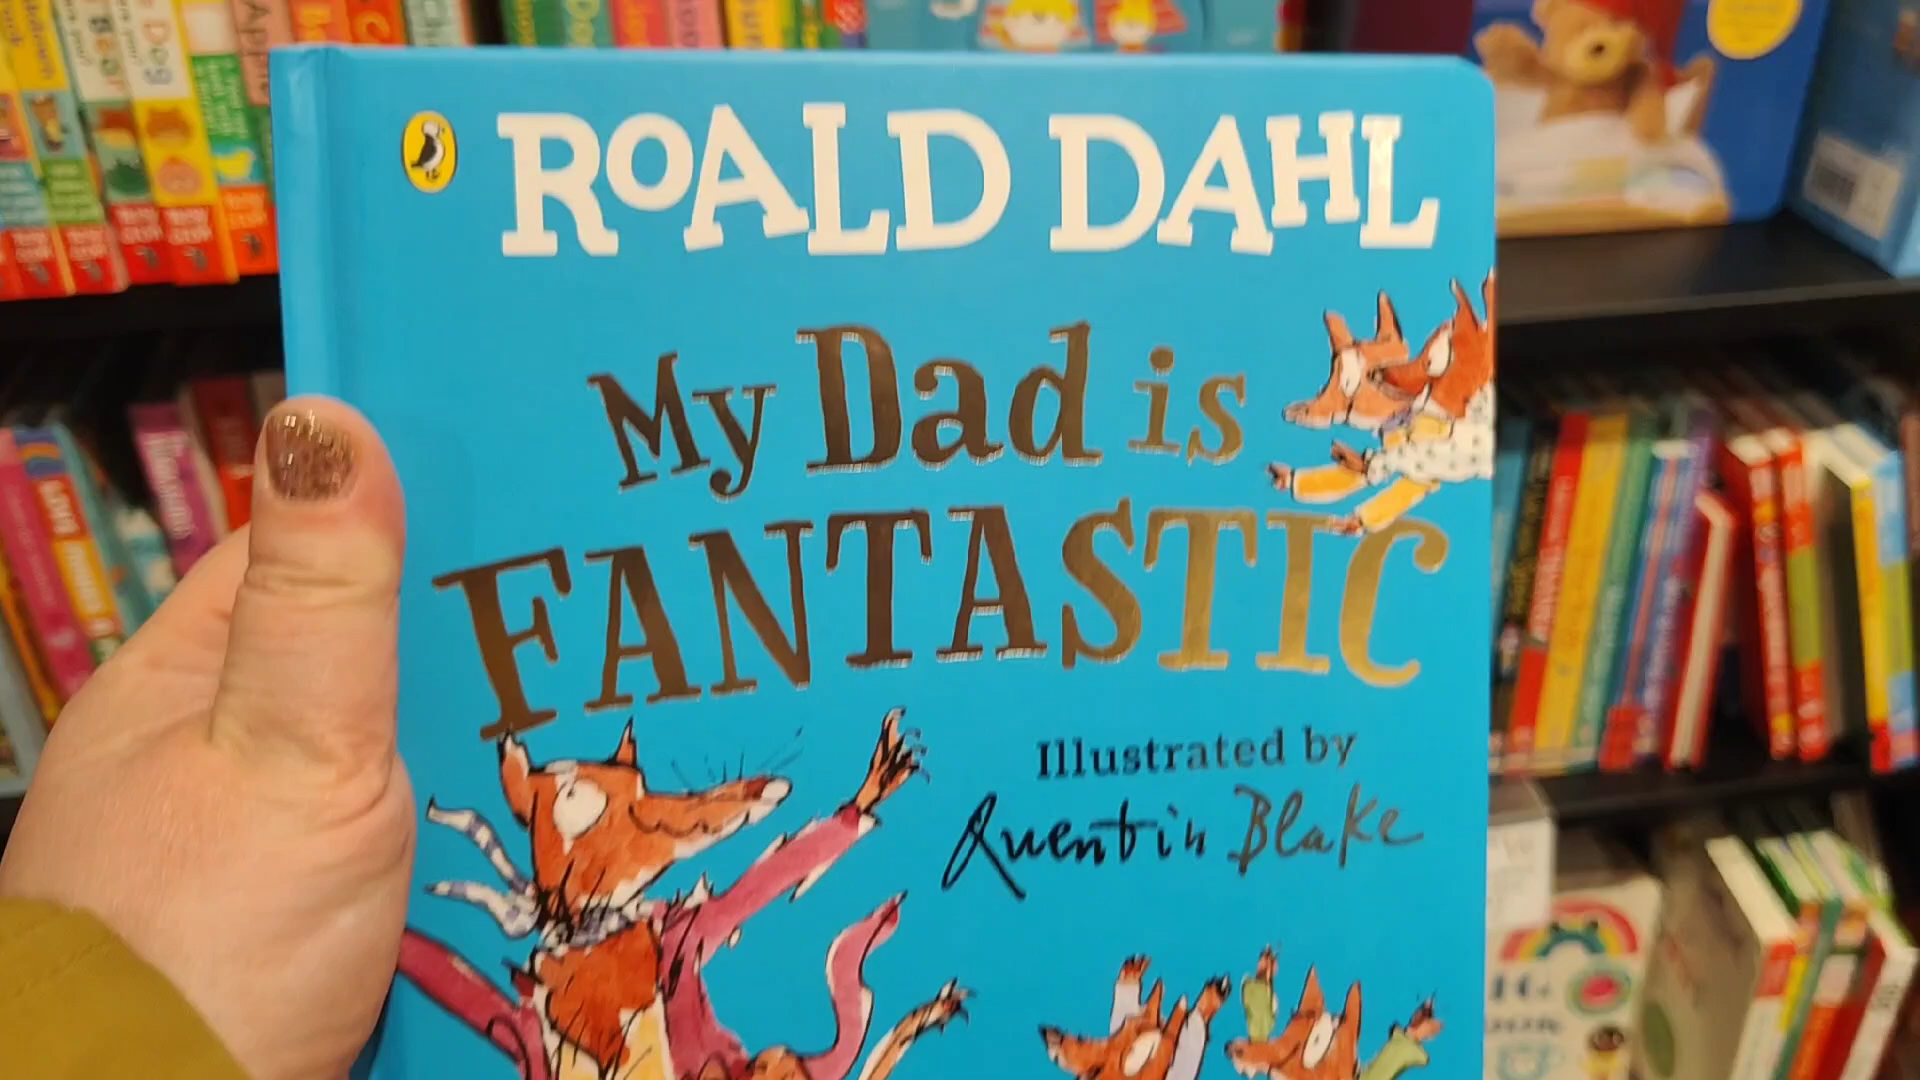 ROALD DAHL
My Dad is
FANTASTIC
Illustrated by
Quentin Blake